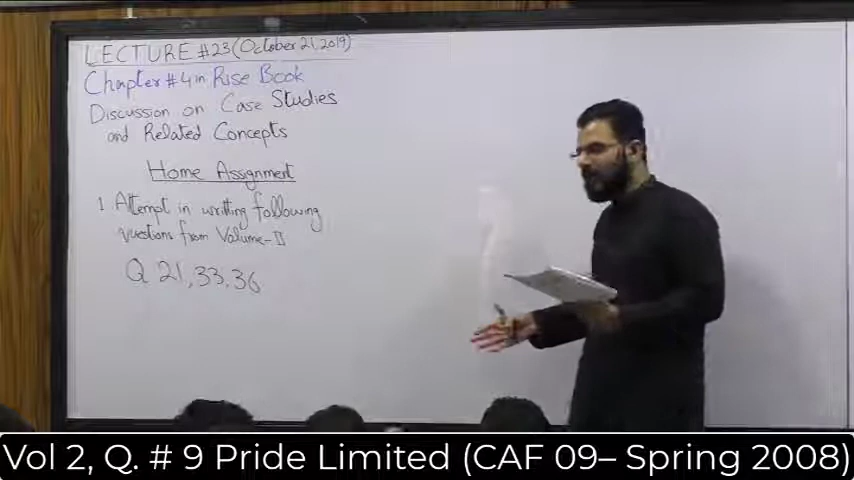 LECTURE #23 (October 21, 2019)
Chapter #4 in Rise Book
Discussion on Case Studies
and Related Concepts
Home Assignment
1 Attempt in writting following
questions from Volume-II
Q 21, 33, 36
Vol 2, Q. # 9 Pride Limited (CAF 09– Spring 2008)